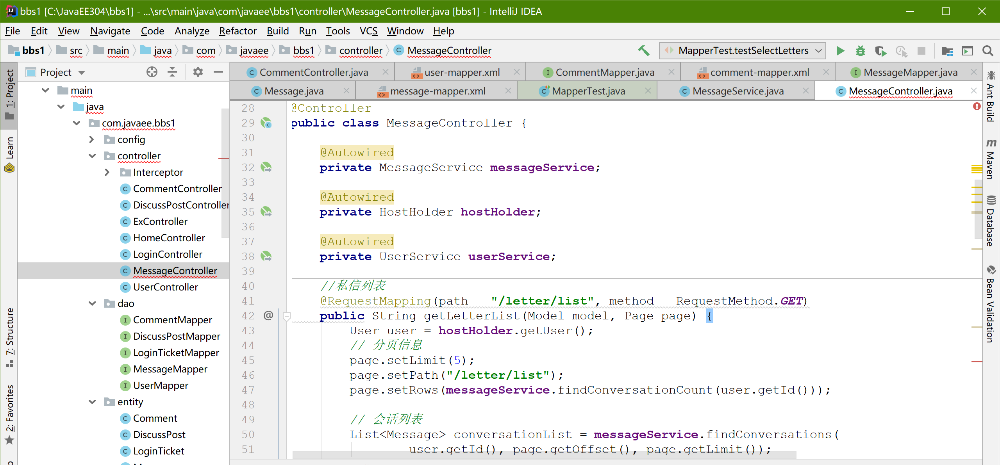 bbs1 [C:\JavaEE304\bbs1] - ...\src\main\java\com\javaee\bbs1\controller\MessageController.java [bbs1] - IntelliJ IDEA
File Edit View Navigate Code Analyze Refactor Build Run Tools VCS Window Help
bbs1 src main java com javaee bbs1 controller MessageController MapperTest.testSelectLetters
1: Project
Learn
7: Structure
2: Favorites
Project
main
java
com.javaee.bbs1
config
controller
Interceptor
CommentController
DiscussPostController
ExController
HomeController
LoginController
MessageController
UserController
dao
CommentMapper
DiscussPostMapper
LoginTicketMapper
MessageMapper
UserMapper
entity
Comment
DiscussPost
LoginTicket
CommentController.java user-mapper.xml CommentMapper.java comment-mapper.xml MessageMapper.java
Message.java message-mapper.xml MapperTest.java MessageService.java MessageController.java
28 @Controller
29 public class MessageController {
30
31 @Autowired
32 private MessageService messageService;
33
34 @Autowired
35 private HostHolder hostHolder;
36
37 @Autowired
38 private UserService userService;
39
40 //私信列表
41 @RequestMapping(path = "/letter/list", method = RequestMethod.GET)
42 public String getLetterList(Model model, Page page) {
43 User user = hostHolder.getUser();
44 // 分页信息
45 page.setLimit(5);
46 page.setPath("/letter/list");
47 page.setRows(messageService.findConversationCount(user.getId()));
48
49 // 会话列表
50 List<Message> conversationList = messageService.findConversations(
51 user.getId(), page.getOffset(), page.getLimit());
Ant Build
Maven
Database
Bean Validation